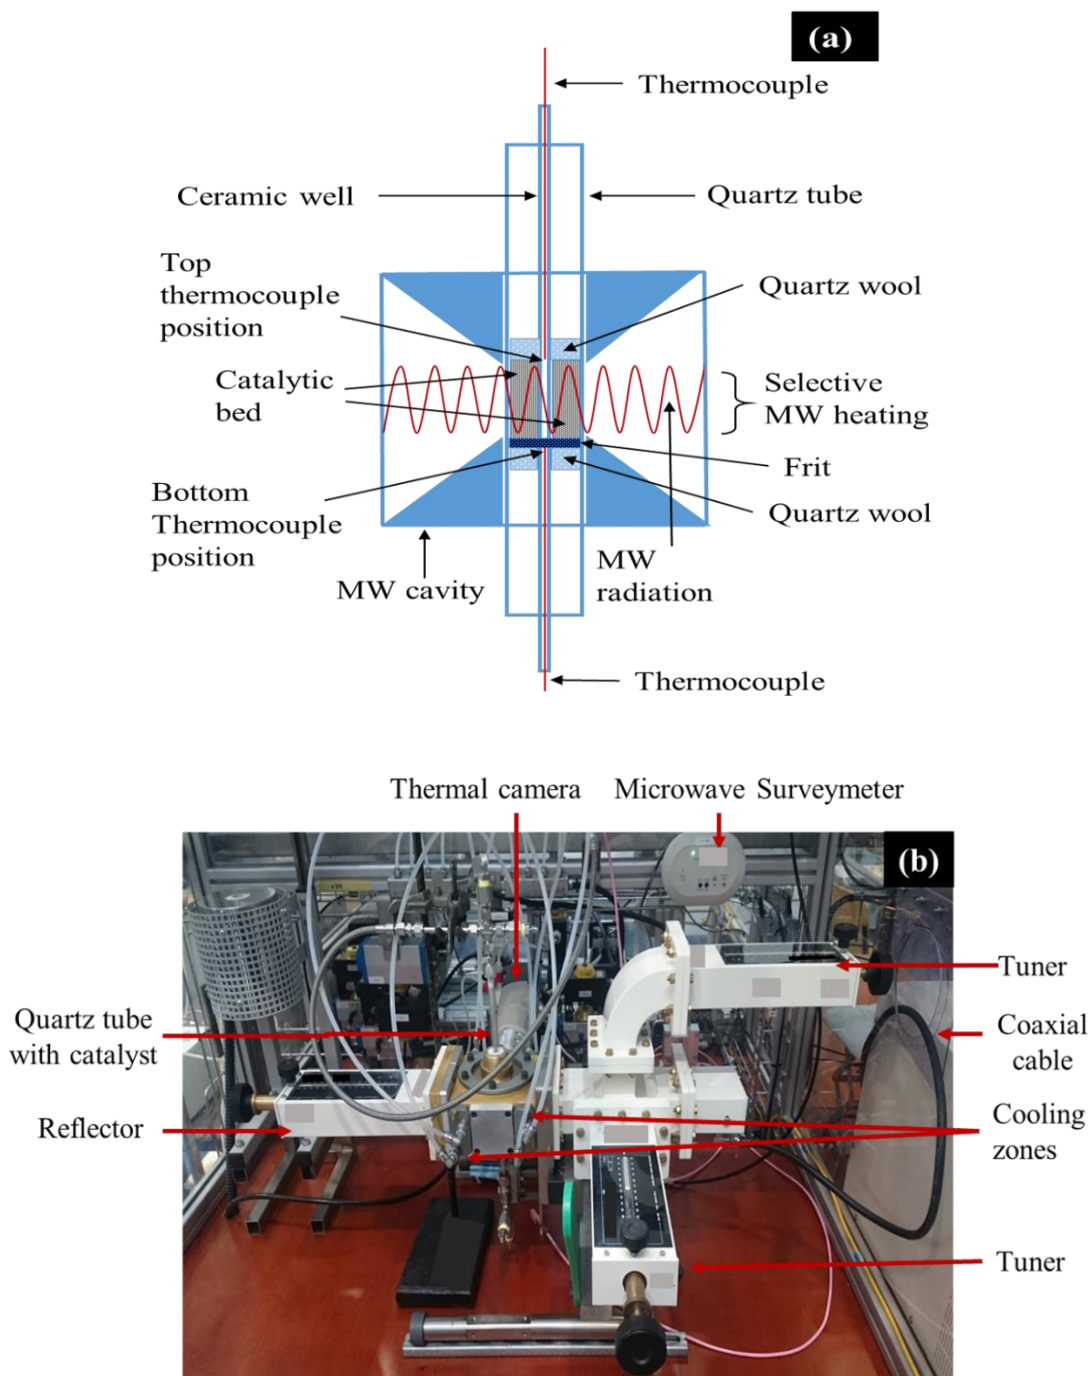 (a)
Thermocouple
Ceramic well
Quartz tube
Top
thermocouple
position
Quartz wool
Catalytic
bed
Selective
MW heating
Frit
Bottom
Thermocouple
position
Quartz wool
MW cavity
MW
radiation
Thermocouple
Thermal camera
Microwave Surveymeter
(b)
Tuner
Quartz tube
with catalyst
Coaxial
cable
Reflector
Cooling
zones
Tuner